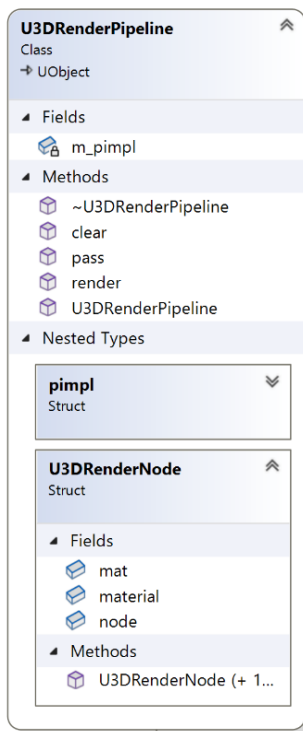 U3DRenderPipeline
Class
UObject
Fields
m_pimpl
Methods
~U3DRenderPipeline
clear
pass
render
U3DRenderPipeline
Nested Types
pimpl
Struct
U3DRenderNode
Struct
Fields
mat
material
node
Methods
U3DRenderNode (+ 1...